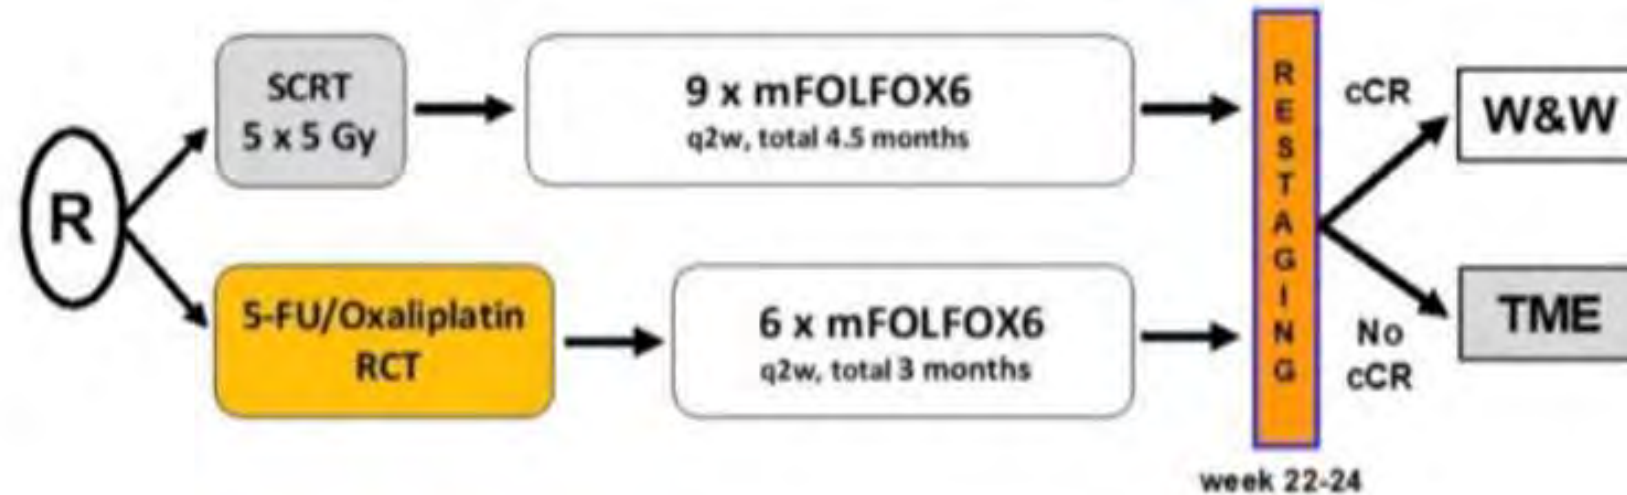 R
SCRT
5 x 5 Gy
9 x mFOLFOX6
q2w, total 4.5 months
5-FU/Oxaliplatin
RCT
6 x mFOLFOX6
q2w, total 3 months
RESTAGING
week 22-24
cCR
W&W
No
cCR
TME